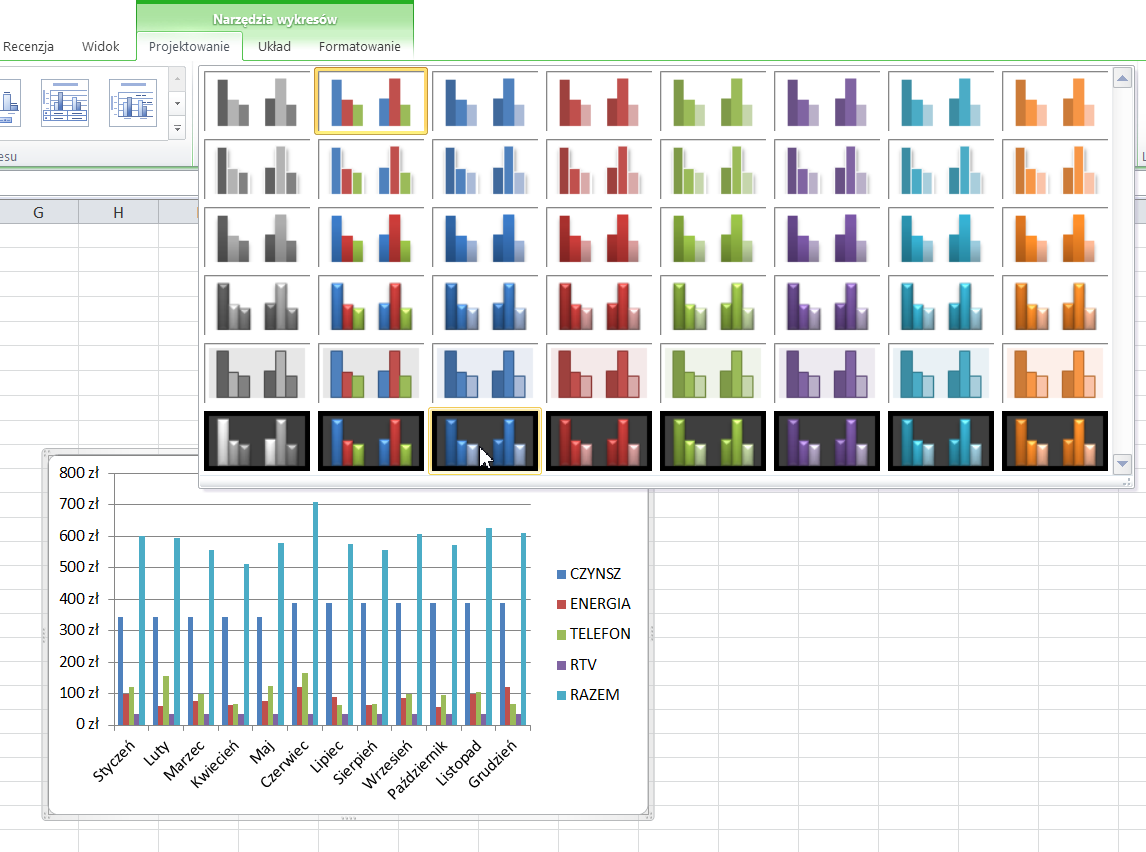 Narzędzia wykresów
Recenzja Widok Projektowanie Układ Formatowanie
esu
G H
800 zł
700 zł
600 zł
500 zł
400 zł
300 zł
200 zł
100 zł
0 zł
Styczeń Luty Marzec Kwiecień Maj Czerwiec Lipiec Sierpień Wrzesień Październik Listopad Grudzień
CZYNSZ
ENERGIA
TELEFON
RTV
RAZEM